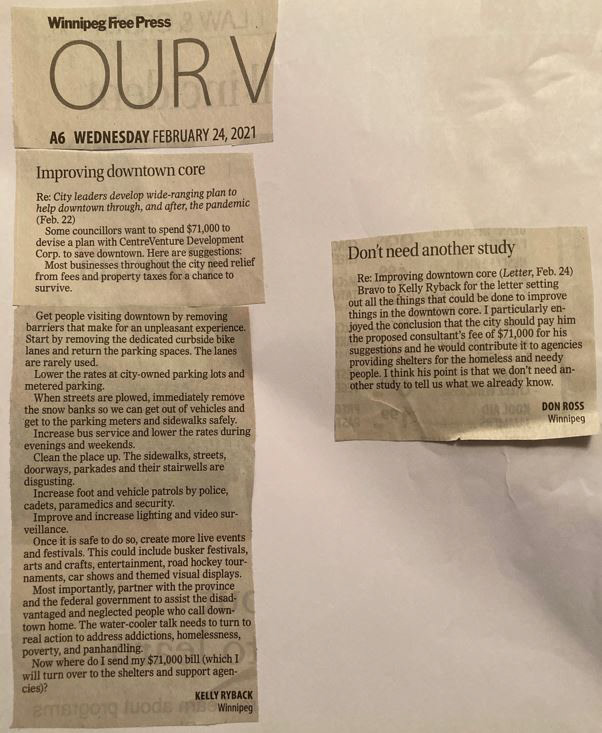 Winnipeg Free Press
OUR V
A6 WEDNESDAY FEBRUARY 24, 2021
Improving downtown core
Re: City leaders develop wide-ranging plan to
help downtown through, and after, the pandemic
(Feb. 22)
Some councillors want to spend $71,000 to
devise a plan with CentreVenture Development
Corp. to save downtown. Here are suggestions:
Most businesses throughout the city need relief
from fees and property taxes for a chance to
survive.
Get people visiting downtown by removing
barriers that make for an unpleasant experience.
Start by removing the dedicated curbside bike
lanes and return the parking spaces. The lanes
are rarely used.
Lower the rates at city-owned parking lots and
metered parking.
When streets are plowed, immediately remove
the snow banks so we can get out of vehicles and
get to the parking meters and sidewalks safely.
Increase bus service and lower the rates during
evenings and weekends.
Clean the place up. The sidewalks, streets,
doorways, parkades and their stairwells are
disgusting.
Increase foot and vehicle patrols by police,
cadets, paramedics and security.
Improve and increase lighting and video sur-
veillance.
Once it is safe to do so, create more live events
and festivals. This could include busker festivals,
arts and crafts, entertainment, road hockey tour-
naments, car shows and themed visual displays.
Most importantly, partner with the province
and the federal government to assist the disad-
vantaged and neglected people who call down-
town home. The water-cooler talk needs to turn to
real action to address addictions, homelessness,
poverty, and panhandling.
Now where do I send my $71,000 bill (which I
will turn over to the shelters and support agen-
cies)?
KELLY RYBACK
Winnipeg
Don't need another study
Re: Improving downtown core (Letter, Feb. 24)
Bravo to Kelly Ryback for the letter setting
out all the things that could be done to improve
things in the downtown core. I particularly en-
joyed the conclusion that the city should pay him
the proposed consultant's fee of $71,000 for his
suggestions and he would contribute it to agencies
providing shelters for the homeless and needy
people. I think his point is that we don't need an-
other study to tell us what we already know.
DON ROSS
Winnipeg